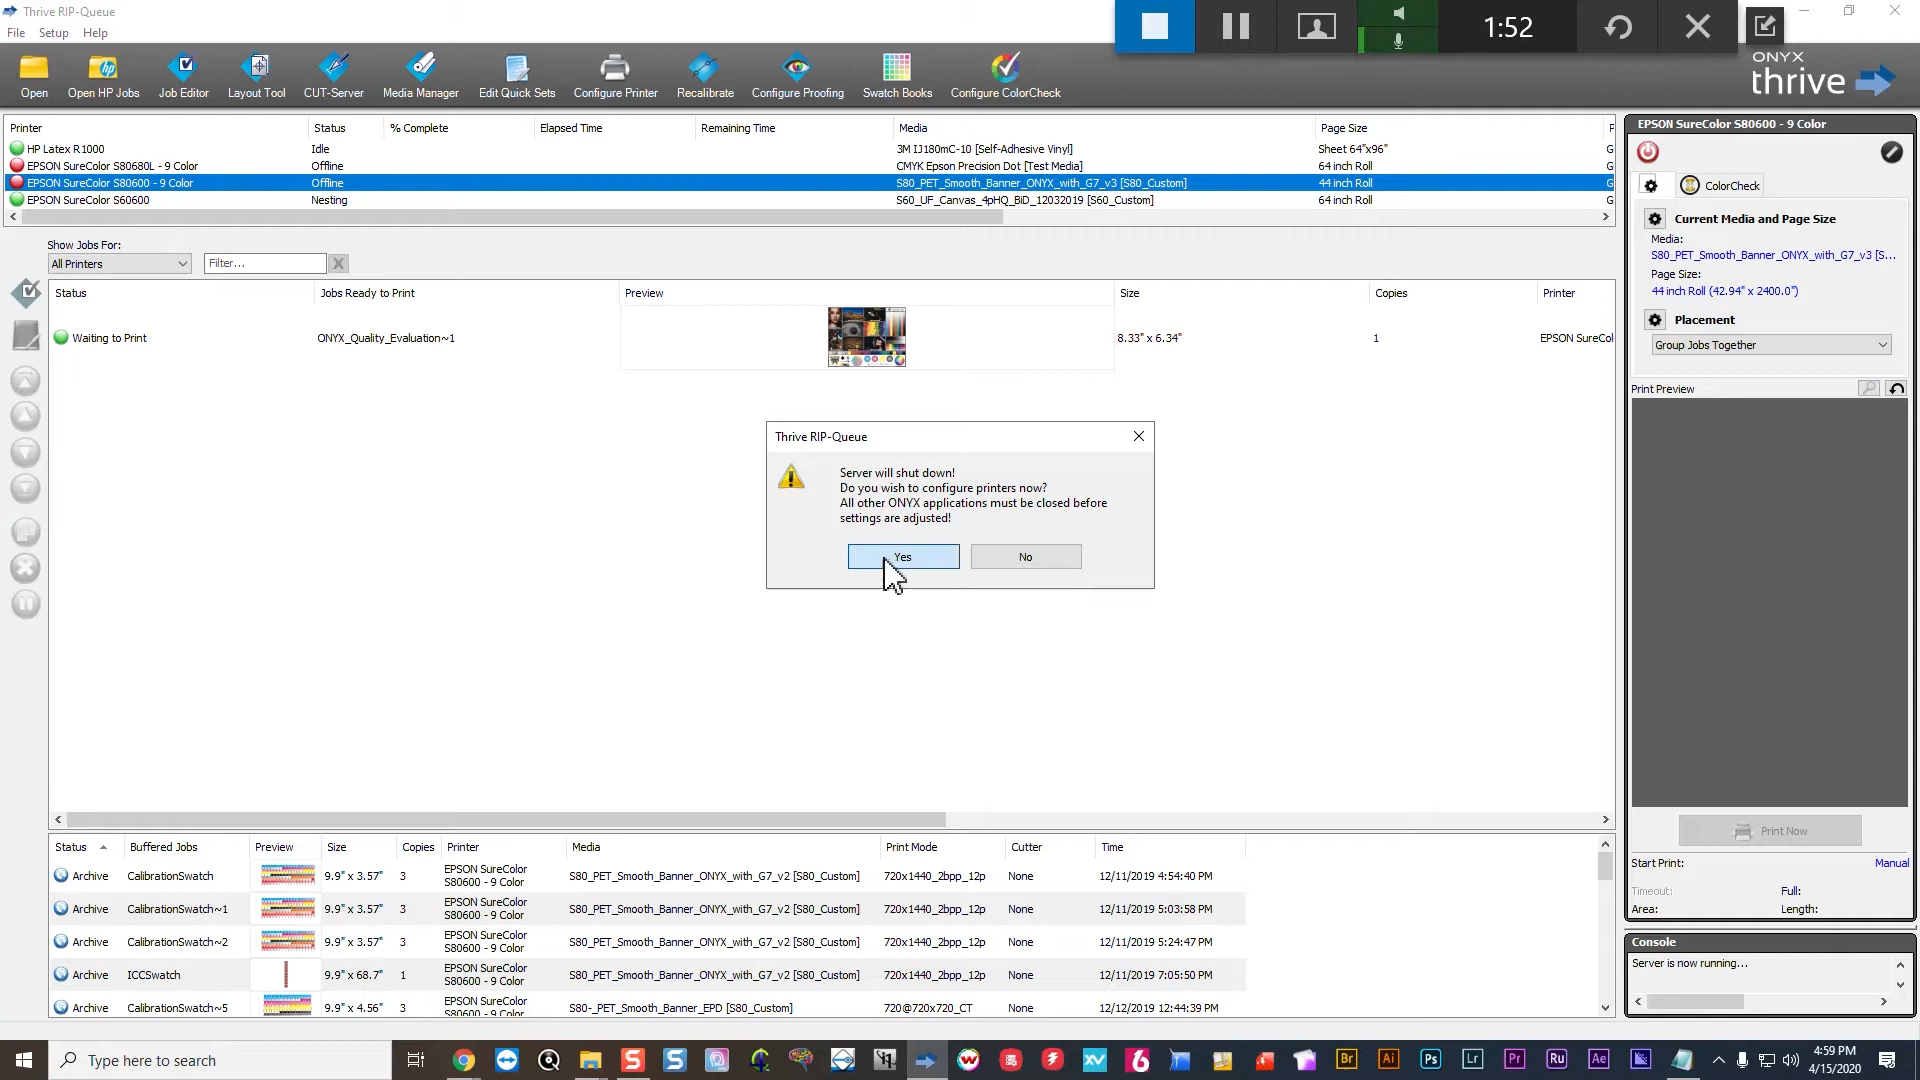 Thrive RIP-Queue
1:52
File Setup Help
ONYX
thrive
Open
Open HP Jobs
Job Editor
Layout Tool
CUT-Server
Media Manager
Edit Quick Sets
Configure Printer
Recalibrate
Configure Proofing
Swatch Books
Configure ColorCheck
Printer Status % Complete Elapsed Time Remaining Time Media Page Size P
HP Latex R1000 Idle 3M IJ180mC-10 [Self-Adhesive Vinyl] Sheet 64"x96" G
EPSON SureColor S80680L - 9 Color Offline CMYK Epson Precision Dot [Test Media] 64 inch Roll G
EPSON SureColor S80600 - 9 Color Offline S80_PET_Smooth_Banner_ONYX_with_G7_v3 [S80_Custom] 44 inch Roll G
EPSON SureColor S60600 Nesting S60_UF_Canvas_4pHQ_BiD_12032019 [S60_Custom] 64 inch Roll G
Show Jobs For:
All Printers Filter... X
Status Jobs Ready to Print Preview Size Copies Printer
Waiting to Print ONYX_Quality_Evaluation~1 8.33" x 6.34" 1 EPSON SureCol
Thrive RIP-Queue
Server will shut down!
Do you wish to configure printers now?
All other ONYX applications must be closed before
settings are adjusted!
Yes No
Status Buffered Jobs Preview Size Copies Printer Media Print Mode Cutter Time
Archive CalibrationSwatch 9.9" x 3.57" 3 EPSON SureColor S80600 - 9 Color S80_PET_Smooth_Banner_ONYX_with_G7_v2 [S80_Custom] 720x1440_2bpp_12p None 12/11/2019 4:54:40 PM
Archive CalibrationSwatch~1 9.9" x 3.57" 3 EPSON SureColor S80600 - 9 Color S80_PET_Smooth_Banner_ONYX_with_G7_v2 [S80_Custom] 720x1440_2bpp_12p None 12/11/2019 5:03:58 PM
Archive CalibrationSwatch~2 9.9" x 3.57" 3 EPSON SureColor S80600 - 9 Color S80_PET_Smooth_Banner_ONYX_with_G7_v2 [S80_Custom] 720x1440_2bpp_12p None 12/11/2019 5:24:47 PM
Archive ICCSwatch 9.9" x 68.7" 1 EPSON SureColor S80600 - 9 Color S80_PET_Smooth_Banner_ONYX_with_G7_v2 [S80_Custom] 720x1440_2bpp_12p None 12/11/2019 7:05:50 PM
Archive CalibrationSwatch~5 9.9" x 4.56" 3 EPSON SureColor S80600 - 9 Color S80-_PET_Smooth_Banner_EPD [S80_Custom] 720@720x720_CT None 12/12/2019 12:44:39 PM
EPSON SureColor S80600 - 9 Color
ColorCheck
Current Media and Page Size
Media:
S80_PET_Smooth_Banner_ONYX_with_G7_v3 [S...
Page Size:
44 inch Roll (42.94" x 2400.0")
Placement
Group Jobs Together
Print Preview
Print Now
Start Print: Manual
Timeout: Full:
Area: Length:
Console
Server is now running...
Type here to search
Br Ai Ps Lr Pr Ru Ae
4:59 PM
4/15/2020